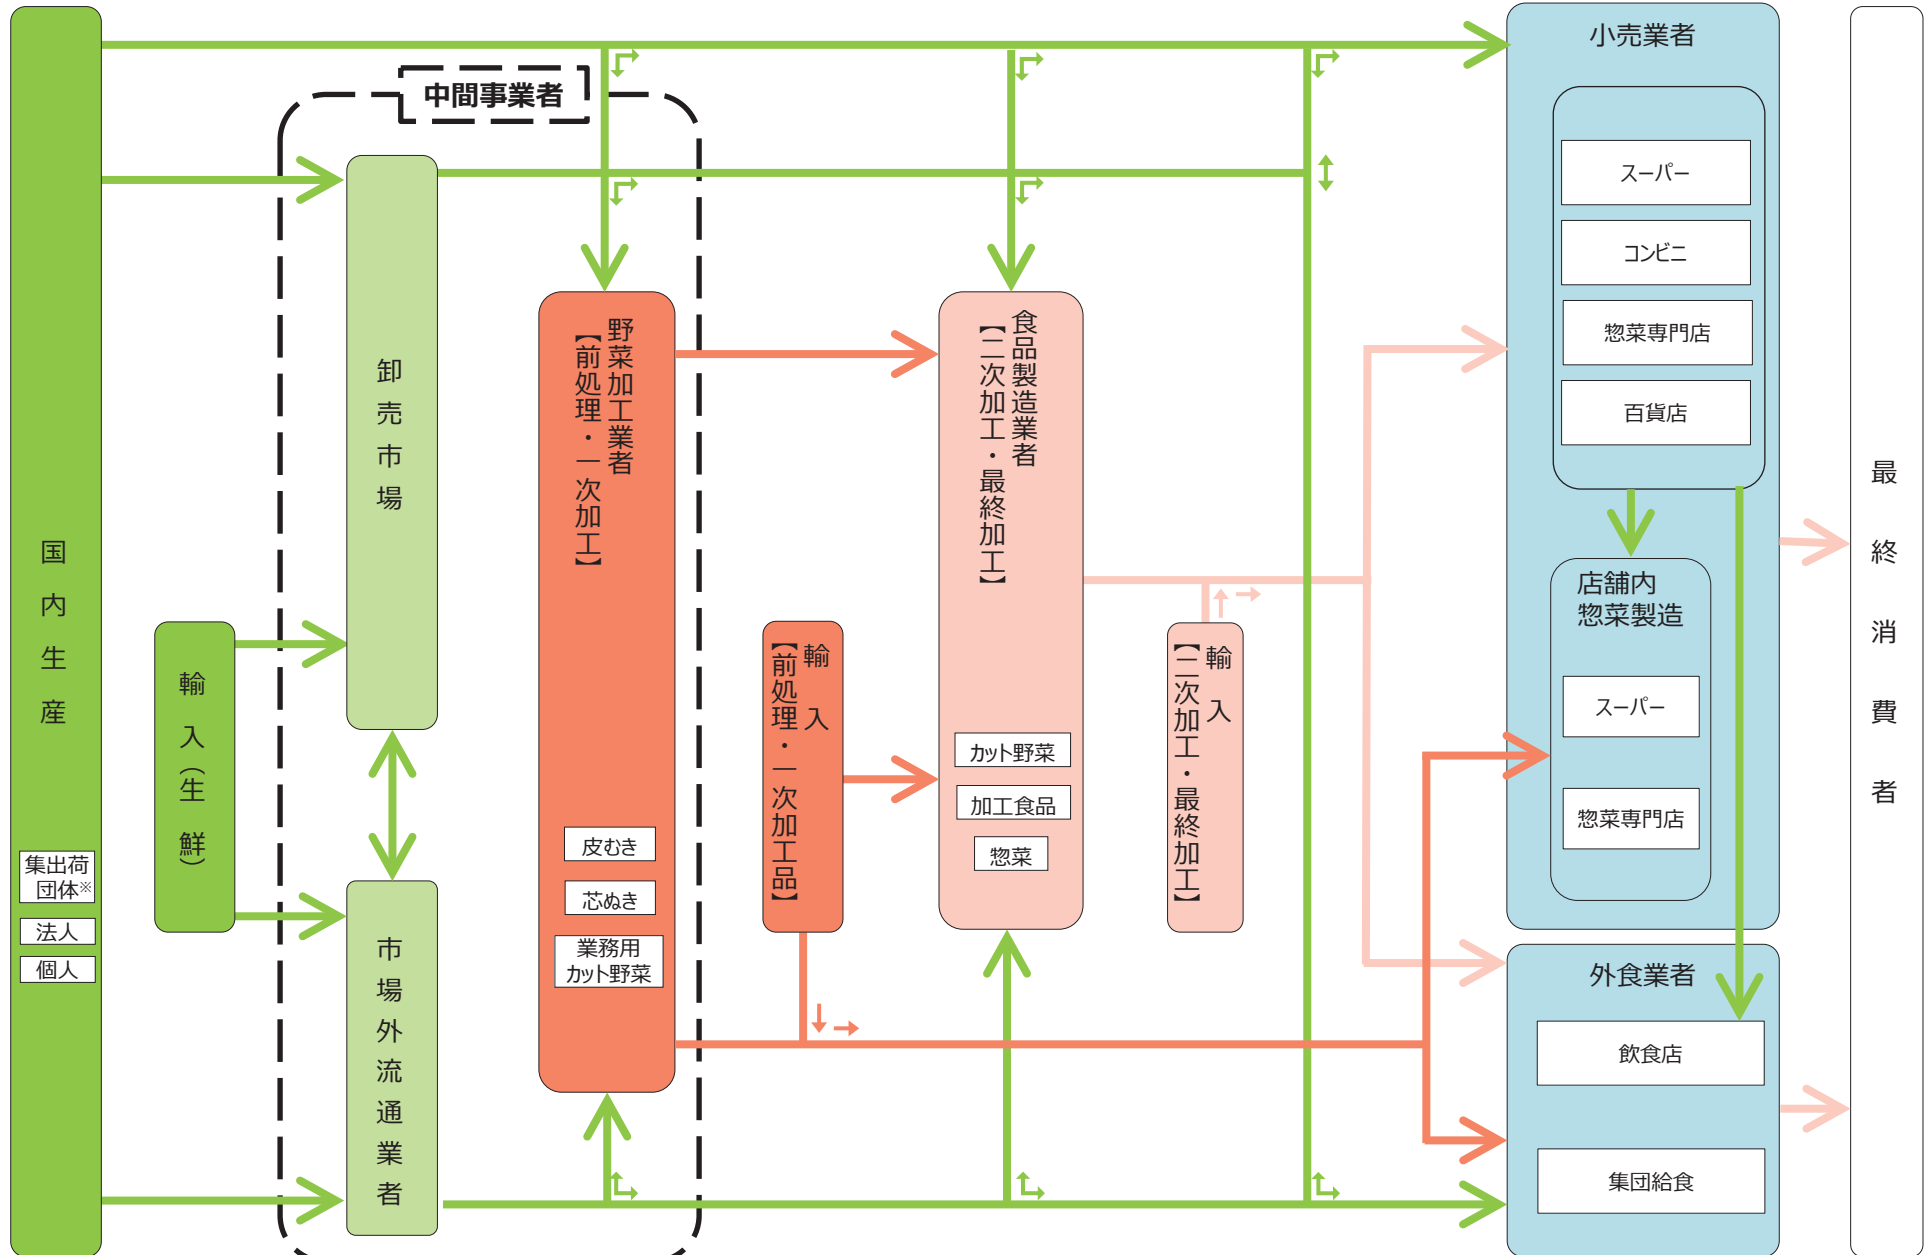 国内生産
集出荷
団体※
法人
個人
輸入（生鮮）
中間事業者
卸売市場
市場外流通業者
野菜加工業者
【前処理・一次加工】
皮むき
芯ぬき
業務用
カット野菜
輸入
【前処理・一次加工品】
食品製造業者
【二次加工・最終加工】
カット野菜
加工食品
惣菜
輸入
【二次加工・最終加工】
小売業者
スーパー
コンビニ
惣菜専門店
百貨店
店舗内
惣菜製造
スーパー
惣菜専門店
外食業者
飲食店
集団給食
最終消費者